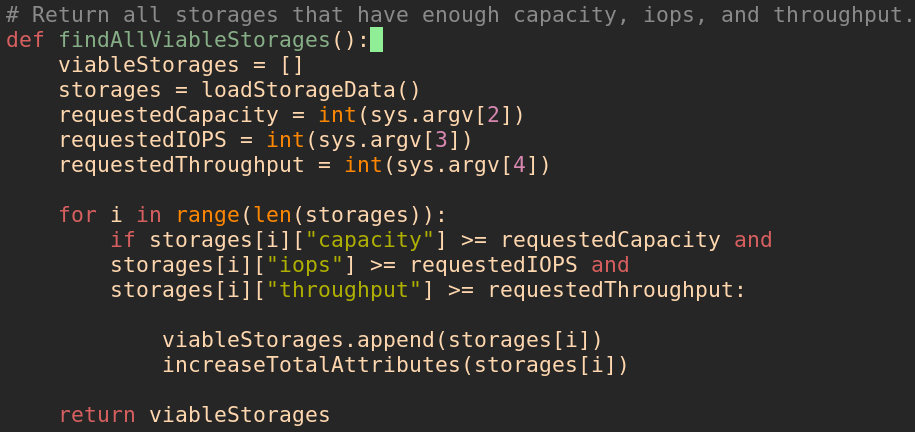 # Return all storages that have enough capacity, iops, and throughput.
def findAllViableStorages():
    viableStorages = []
    storages = loadStorageData()
    requestedCapacity = int(sys.argv[2])
    requestedIOPS = int(sys.argv[3])
    requestedThroughput = int(sys.argv[4])

    for i in range(len(storages)):
        if storages[i]["capacity"] >= requestedCapacity and
        storages[i]["iops"] >= requestedIOPS and
        storages[i]["throughput"] >= requestedThroughput:

            viableStorages.append(storages[i])
            increaseTotalAttributes(storages[i])

    return viableStorages